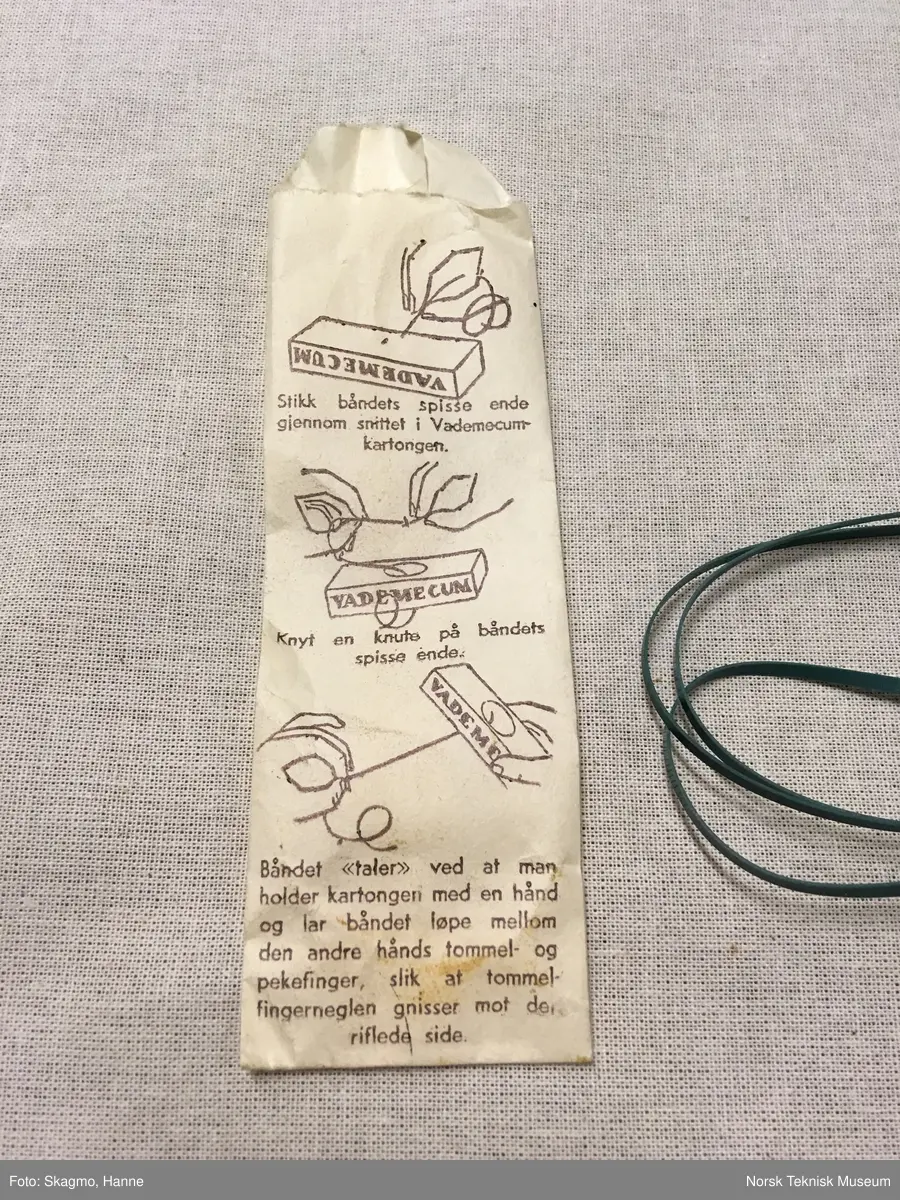 VADEMECUM
Stikk båndets spisse ende
gjennom snittet i Vademecum-
kartongen.
VADEMECUM
Knyt en knute på båndets
spisse ende.
VADEME
Båndet «taler» ved at man
holder kartongen med en hånd
og lar båndet løpe mellom
den andre hånds tommel- og
pekefinger, slik at tommel-
fingerneglen gnisser mot den
riflede side.
Foto: Skagmo, Hanne
Norsk Teknisk Museum